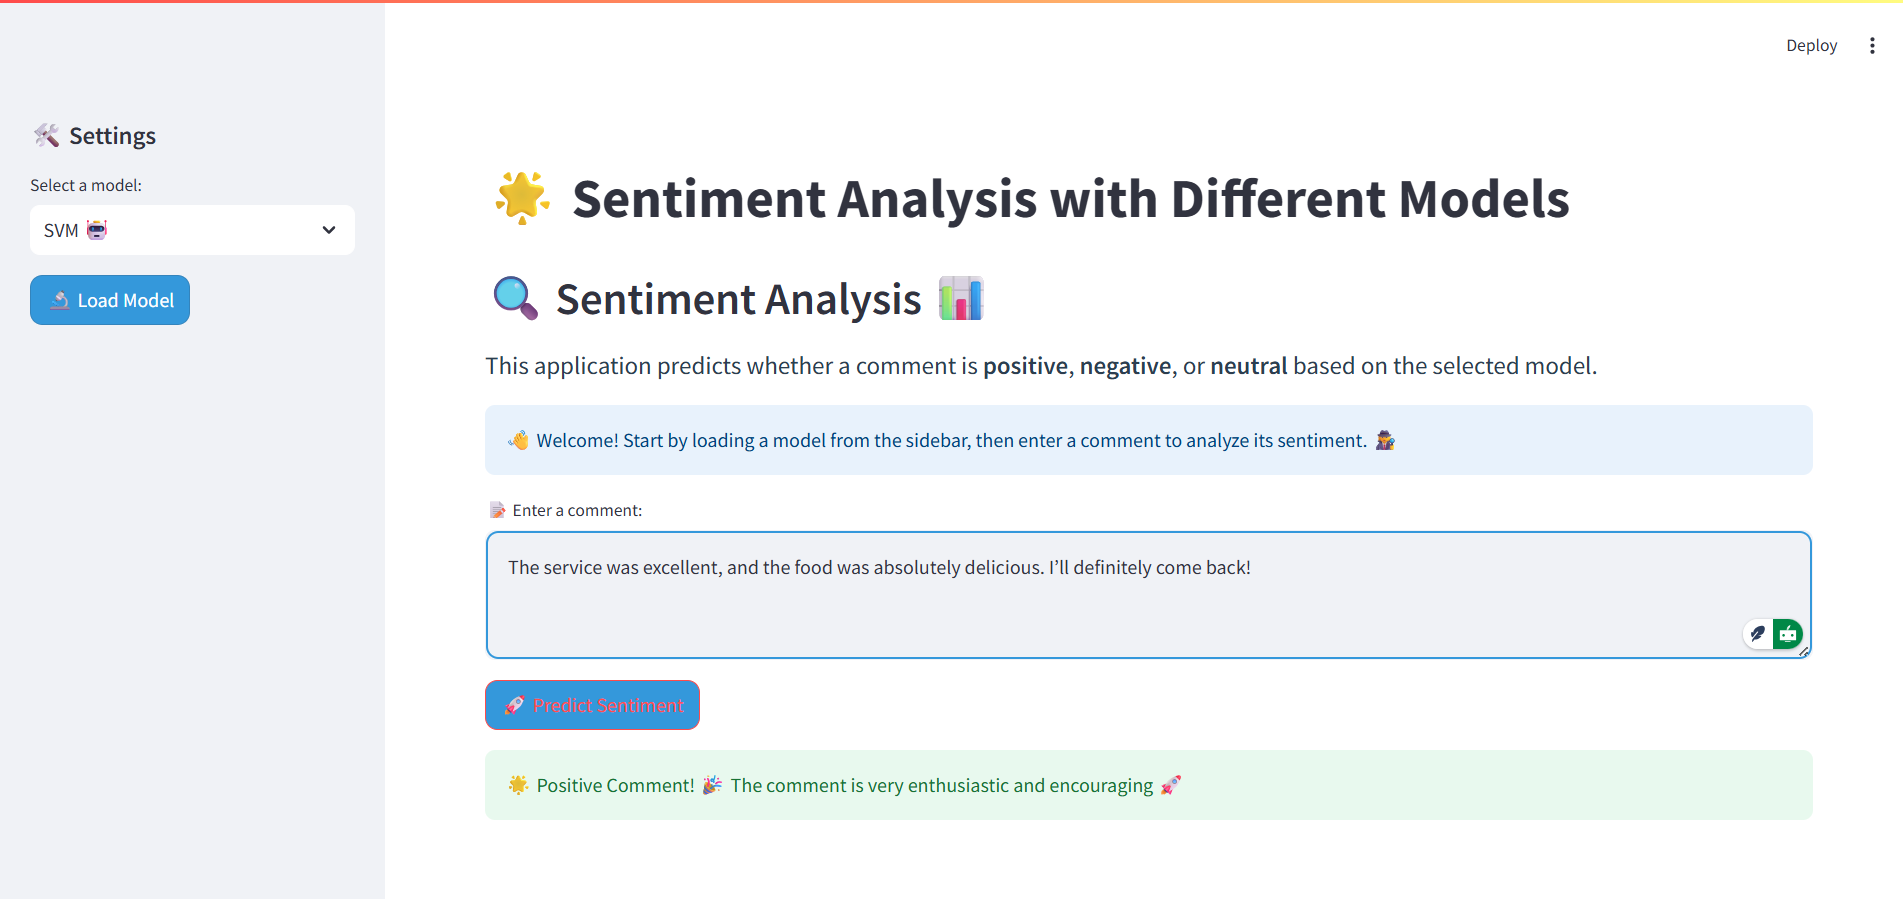 Deploy
🛠️ Settings
Select a model:
SVM 🤖
🔬 Load Model
🌟 Sentiment Analysis with Different Models
🔍 Sentiment Analysis 📊
This application predicts whether a comment is positive, negative, or neutral based on the selected model.
👋 Welcome! Start by loading a model from the sidebar, then enter a comment to analyze its sentiment. 🕵️
📝 Enter a comment:
The service was excellent, and the food was absolutely delicious. I’ll definitely come back!
🚀 Predict Sentiment
🌟 Positive Comment! 🎉 The comment is very enthusiastic and encouraging 🚀